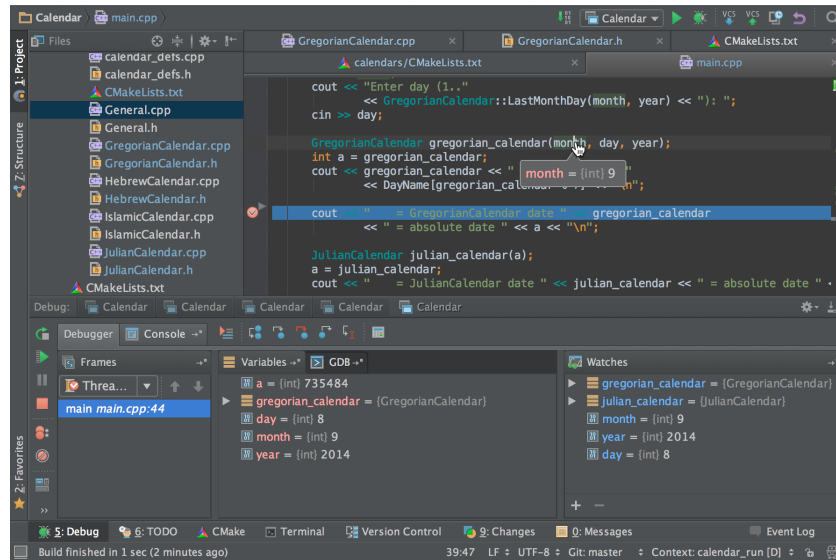 Calendar main.cpp
Calendar
VCS VCS
1: Project
Z: Structure
2: Favorites
Files
calendar_defs.cpp
calendar_defs.h
CMakeLists.txt
General.cpp
General.h
GregorianCalendar.cpp
GregorianCalendar.h
HebrewCalendar.cpp
HebrewCalendar.h
IslamicCalendar.cpp
IslamicCalendar.h
JulianCalendar.cpp
JulianCalendar.h
CMakeLists.txt
GregorianCalendar.cpp GregorianCalendar.h CMakeLists.txt
calendars/CMakeLists.txt main.cpp
cout << "Enter day (1.."
<< GregorianCalendar::LastMonthDay(month, year) << "): ";
cin >> day;
GregorianCalendar gregorian_calendar(month, day, year);
int a = gregorian_calendar;
cout << gregorian_calendar << "
month = {int} 9
<< DayName[gregorian_calendar
cout << " = GregorianCalendar date " << gregorian_calendar
<< " = absolute date " << a << "\n";
JulianCalendar julian_calendar(a);
a = julian_calendar;
cout << " = JulianCalendar date " << julian_calendar << " = absolute date "
Debug: Calendar Calendar Calendar Calendar Calendar
Debugger Console
Frames
Threa...
main main.cpp:44
Variables GDB
a = {int} 735484
gregorian_calendar = {GregorianCalendar}
day = {int} 8
month = {int} 9
year = {int} 2014
Watches
gregorian_calendar = {GregorianCalendar}
julian_calendar = {JulianCalendar}
month = {int} 9
year = {int} 2014
day = {int} 8
5: Debug 6: TODO CMake Terminal Version Control 9: Changes 0: Messages Event Log
Build finished in 1 sec (2 minutes ago) 39:47 LF UTF-8 Git: master Context: calendar_run [D]